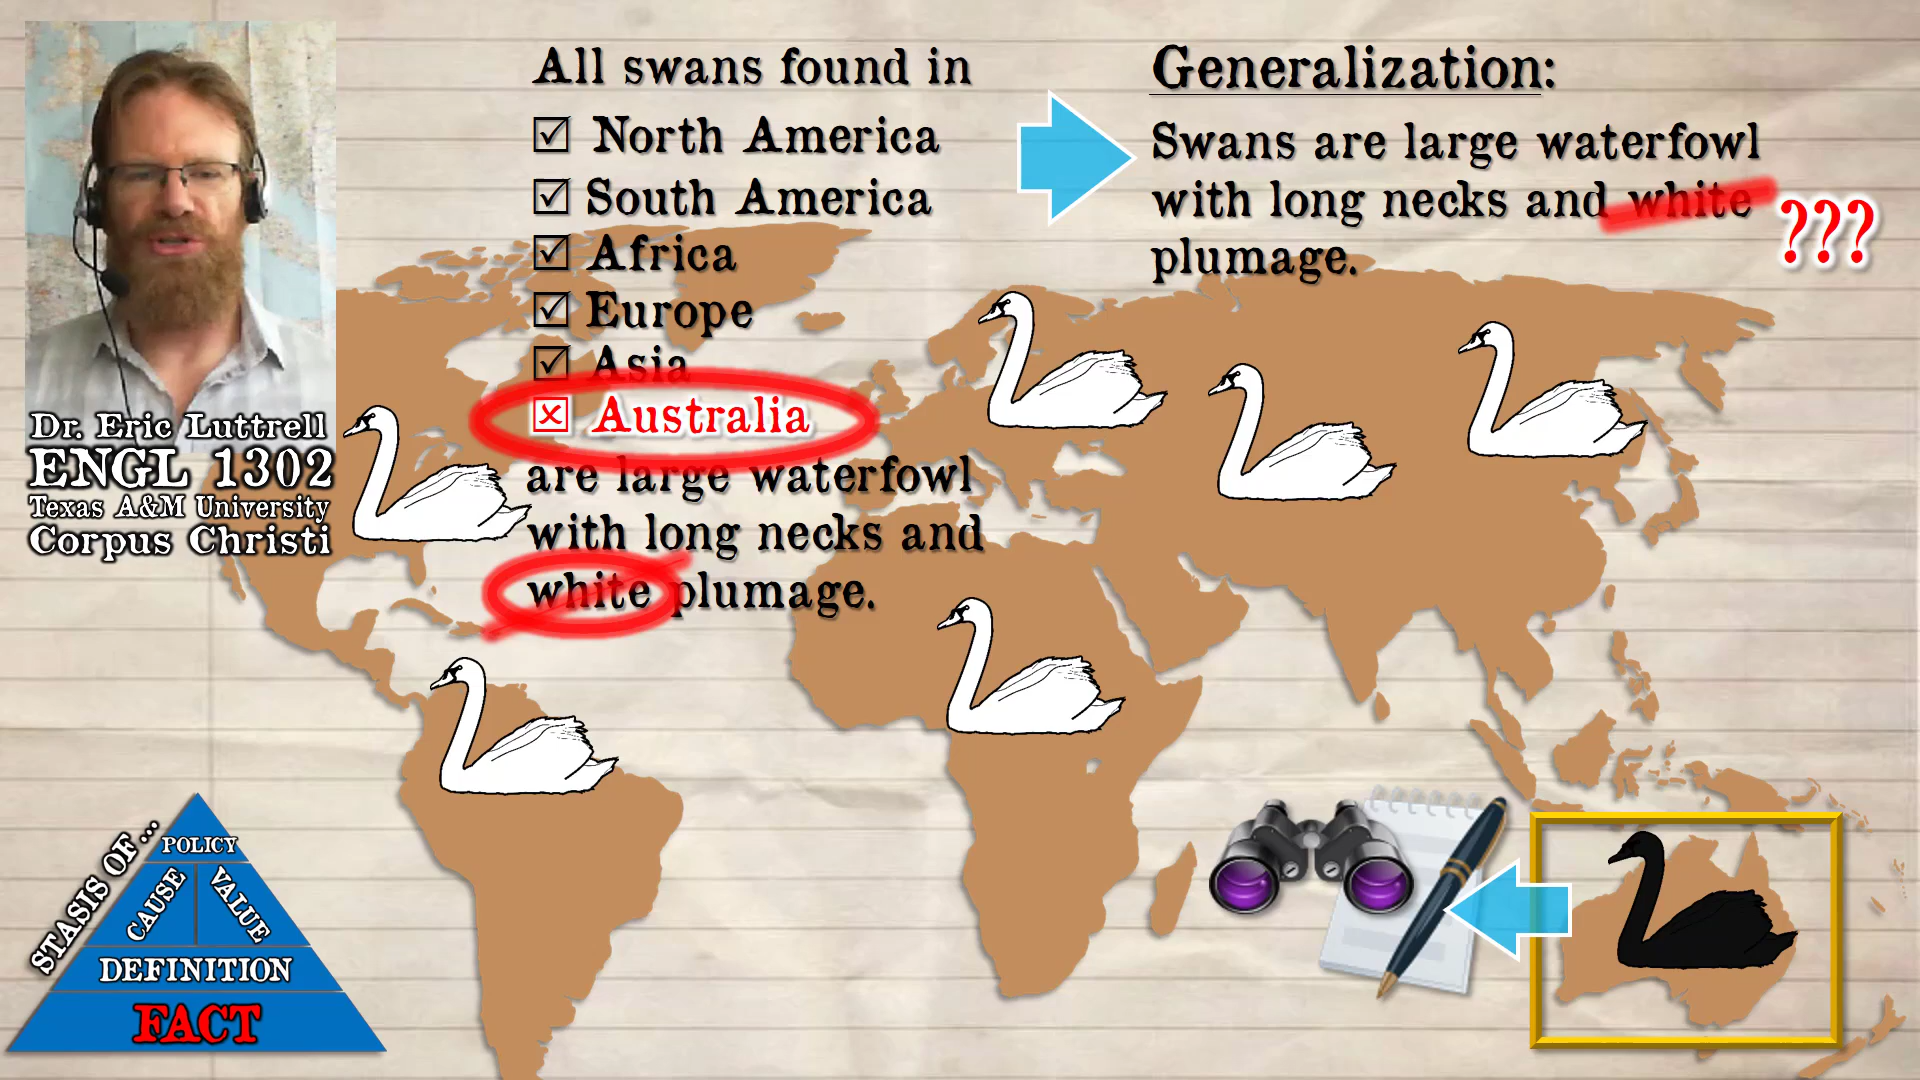 All swans found in
☑ North America
☑ South America
☑ Africa
☑ Europe
☑ Asia
☒ Australia
are large waterfowl
with long necks and
white plumage.
Generalization:
Swans are large waterfowl
with long necks and white
plumage.
???
Dr. Eric Luttrell
ENGL 1302
Texas A&M University
Corpus Christi
STASIS OF...
POLICY
CAUSE
VALUE
DEFINITION
FACT